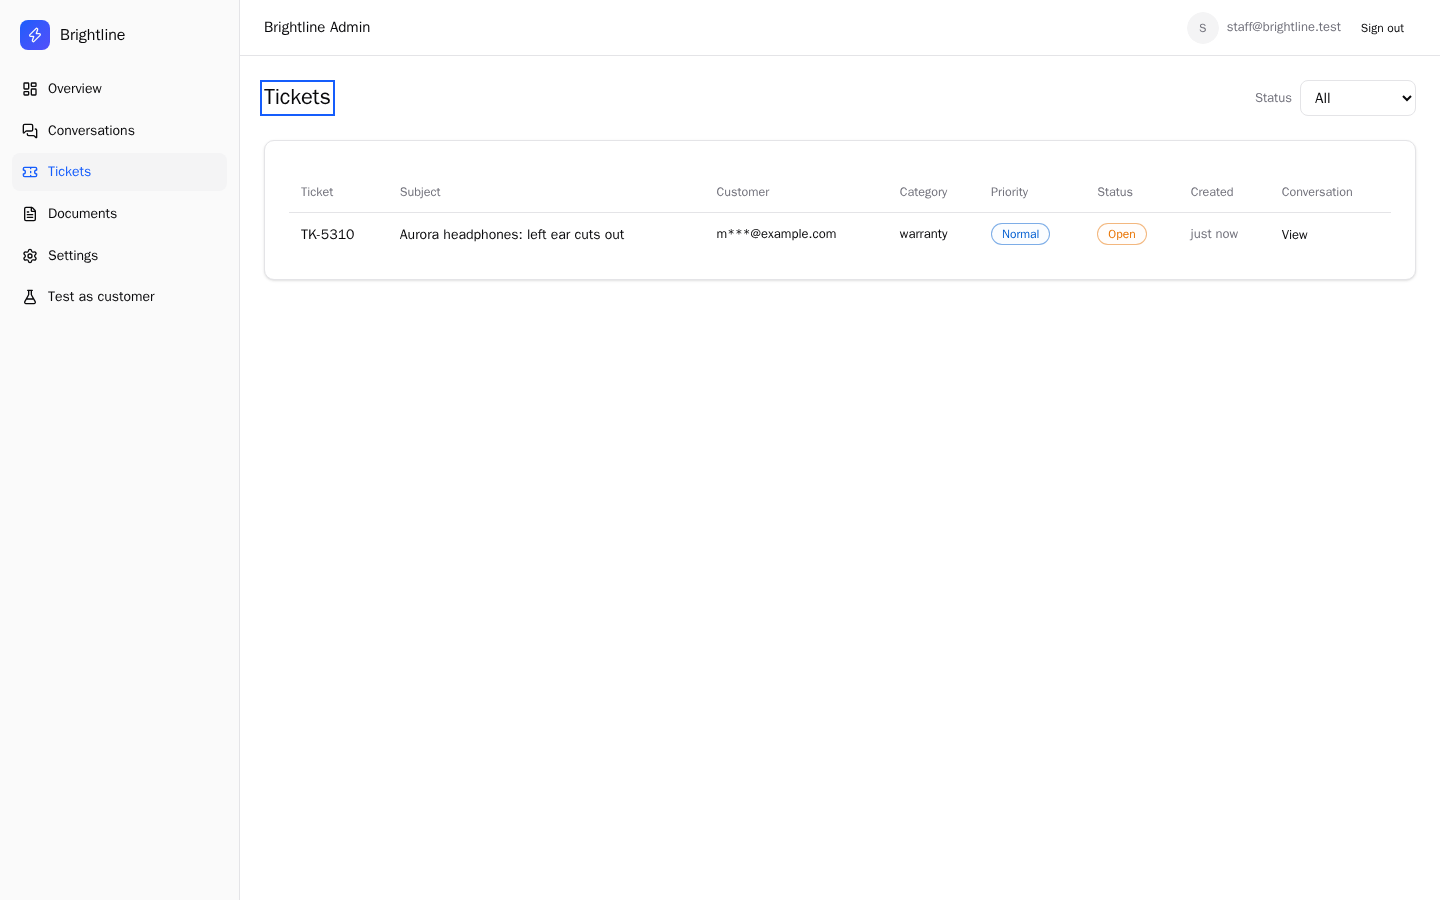 Brightline
Overview
Conversations
Tickets
Documents
Settings
Test as customer
Brightline Admin
S staff@brightline.test Sign out
Tickets
Status All
Ticket Subject Customer Category Priority Status Created Conversation
TK-5310 Aurora headphones: left ear cuts out m***@example.com warranty Normal Open just now View